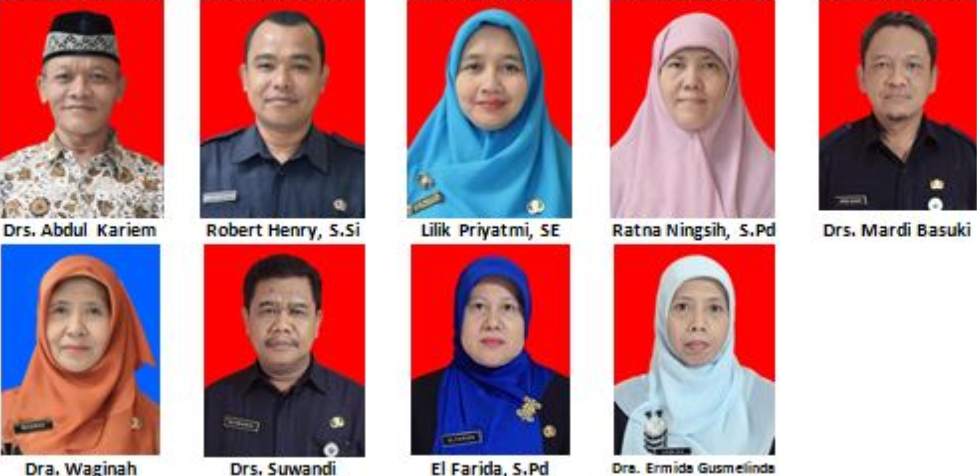 Drs. Abdul Kariem
Robert Henry, S.Si
Lilik Priyatmi, SE
Ratna Ningsih, S.Pd
Drs. Mardi Basuki
Dra. Waginah
Drs. Suwandi
El Farida, S.Pd
Dra. Ermida Gusmelinda